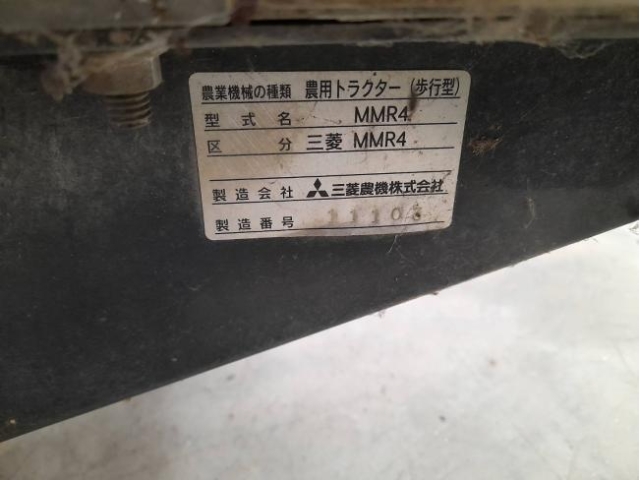 農業機械の種類 農用トラクター(歩行型)
型式名 MMR4
区分 三菱 MMR4
製造会社 三菱農機株式会社
製造番号 11103